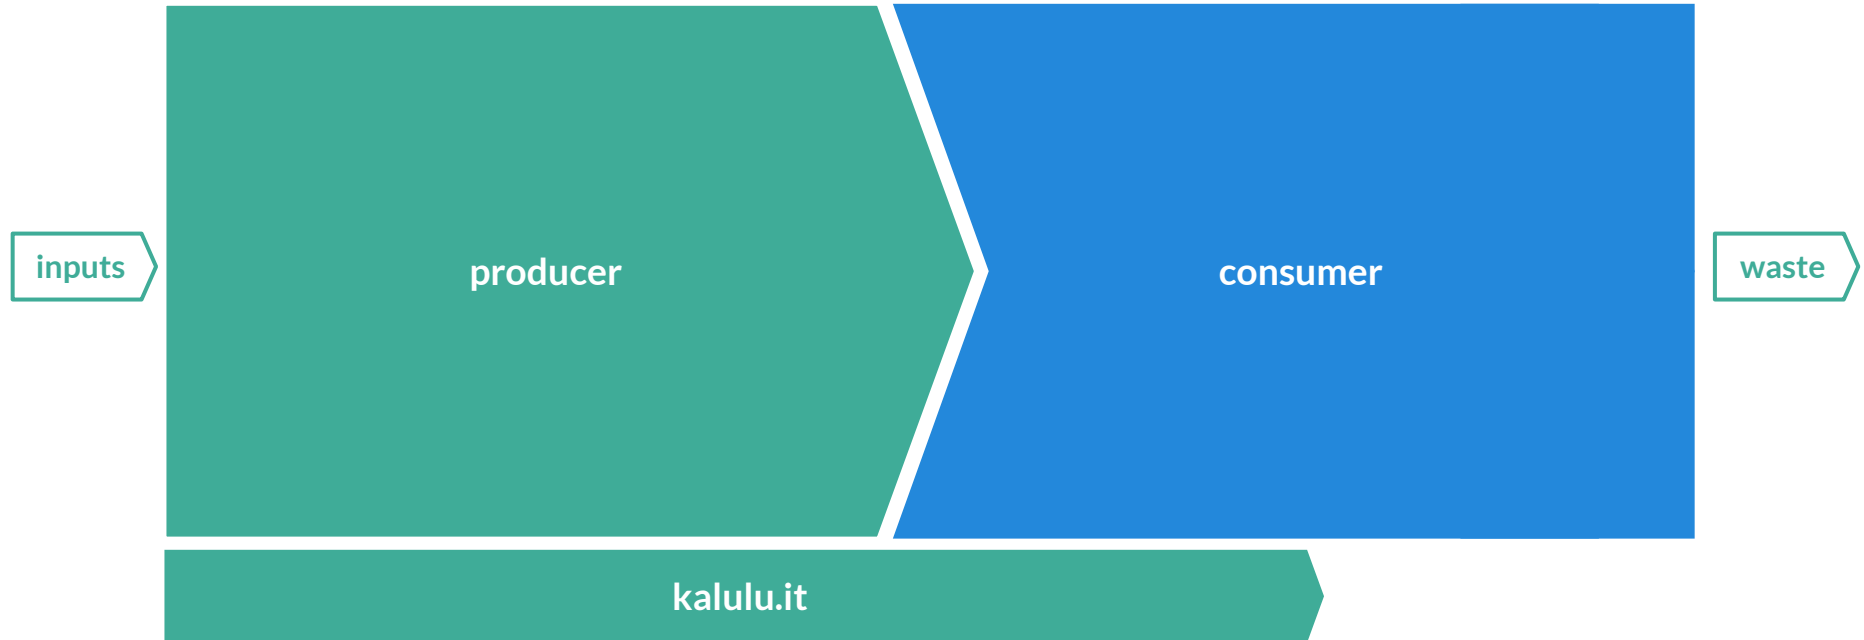 inputs
producer
consumer
waste
kalulu.it